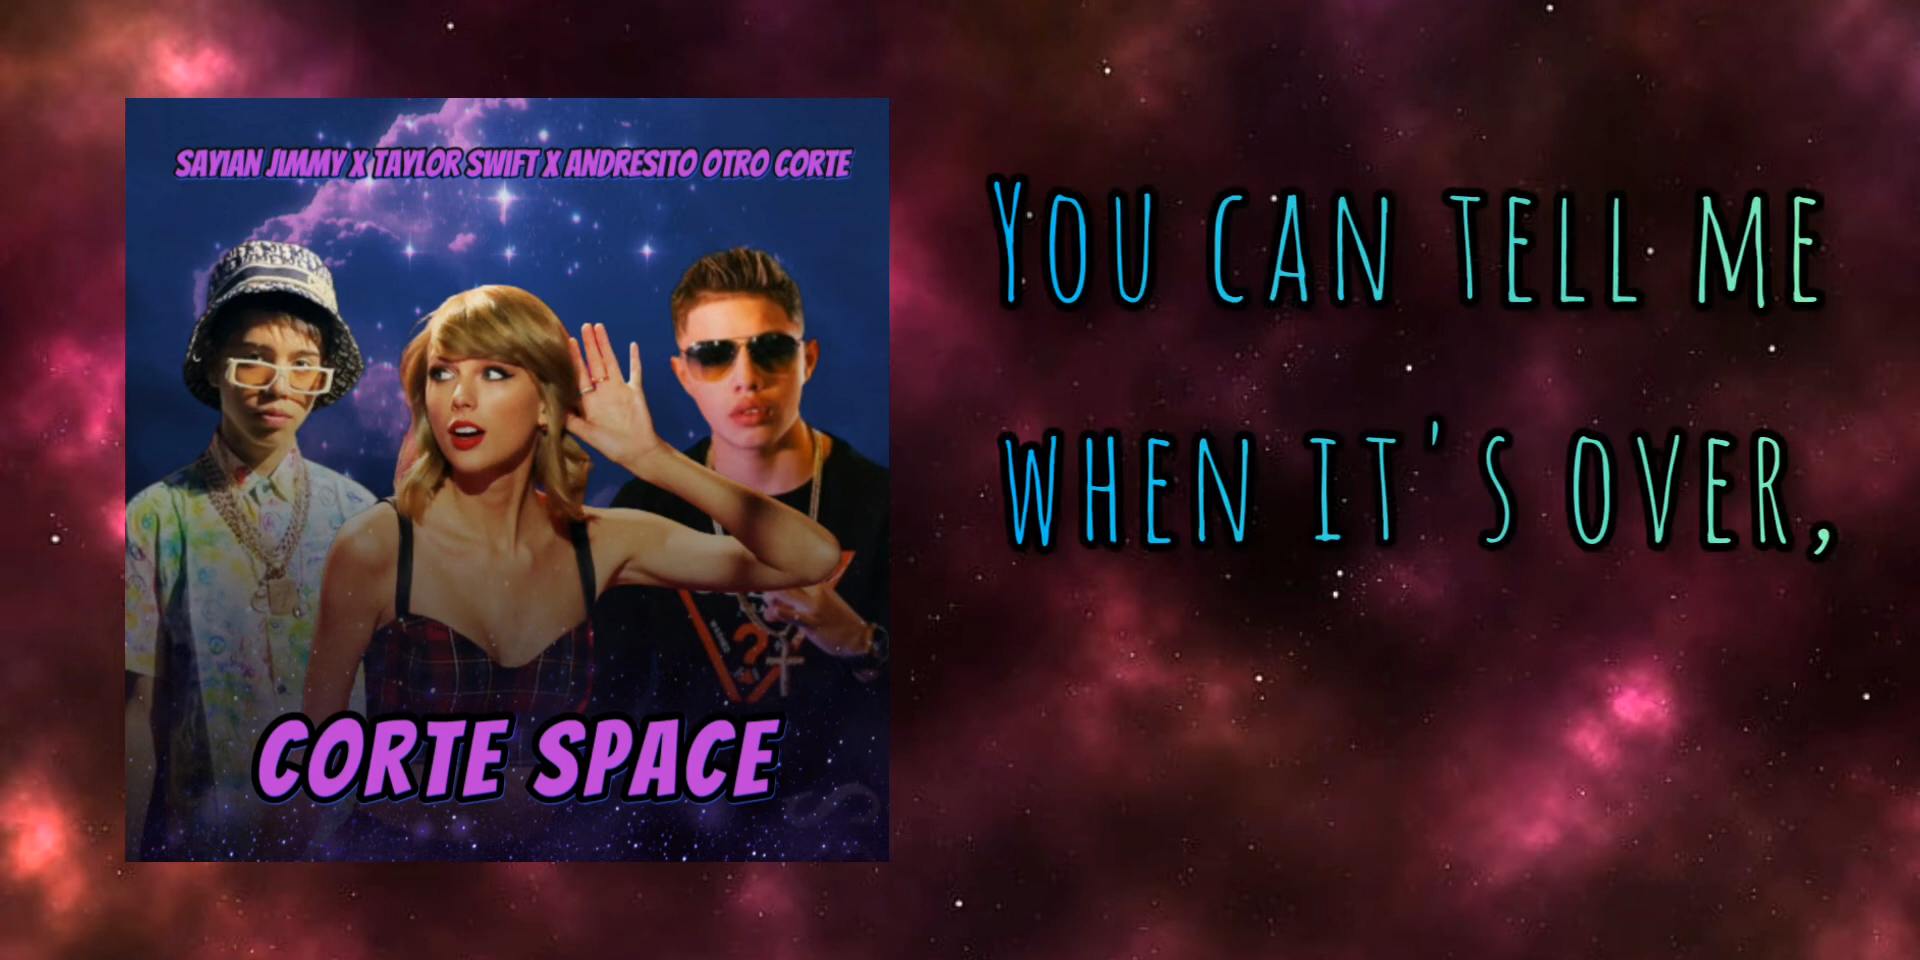 SAYIAN JIMMY X TAYLOR SWIFT X ANDRESITO OTRO CORTE
CORTE SPACE
You can tell me
when it's over,